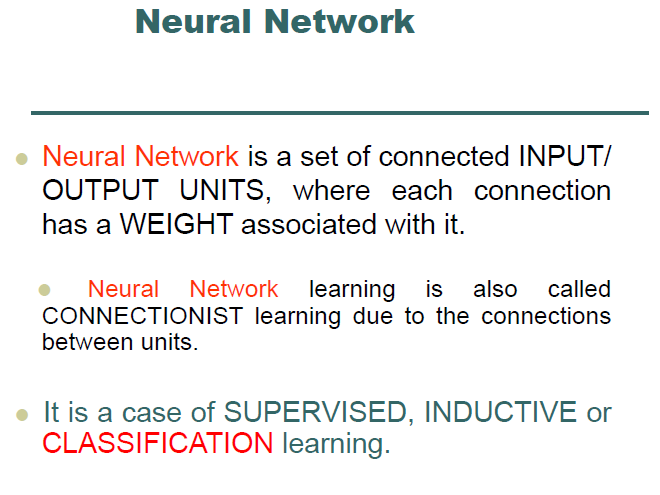 Neural Network
Neural Network is a set of connected INPUT/
OUTPUT UNITS, where each connection
has a WEIGHT associated with it.
Neural Network learning is also called
CONNECTIONIST learning due to the connections
between units.
It is a case of SUPERVISED, INDUCTIVE or
CLASSIFICATION learning.